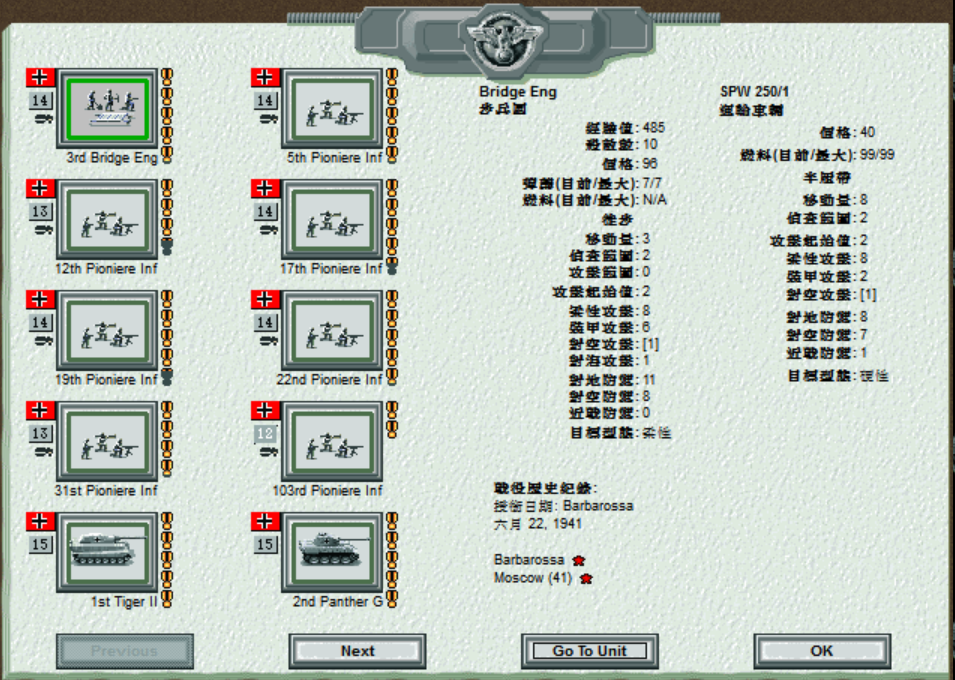 14
3rd Bridge Eng
14
5th Pioniere Inf
13
12th Pioniere Inf
14
17th Pioniere Inf
14
19th Pioniere Inf
14
22nd Pioniere Inf
13
31st Pioniere Inf
12
103rd Pioniere Inf
15
1st Tiger II
15
2nd Panther G
Bridge Eng
步兵團
經驗值: 485
殺敵數: 10
價格: 96
彈藥(目前/最大): 7/7
燃料(目前/最大): N/A
徒步
移動量: 3
偵查範圍: 2
攻擊範圍: 0
攻擊起始值: 2
柔性攻擊: 8
裝甲攻擊: 6
對空攻擊: [1]
對海攻擊: 1
對地防禦: 11
對空防禦: 8
近戰防禦: 0
目標型態: 柔性
SPW 250/1
運輸車輛
價格: 40
燃料(目前/最大): 99/99
半履帶
移動量: 8
偵查範圍: 2
攻擊起始值: 2
柔性攻擊: 8
裝甲攻擊: 2
對空攻擊: [1]
對地防禦: 8
對空防禦: 7
近戰防禦: 1
目標型態: 硬性
戰役歷史紀錄:
授銜日期: Barbarossa
六月 22, 1941
Barbarossa
Moscow (41)
Previous
Next
Go To Unit
OK